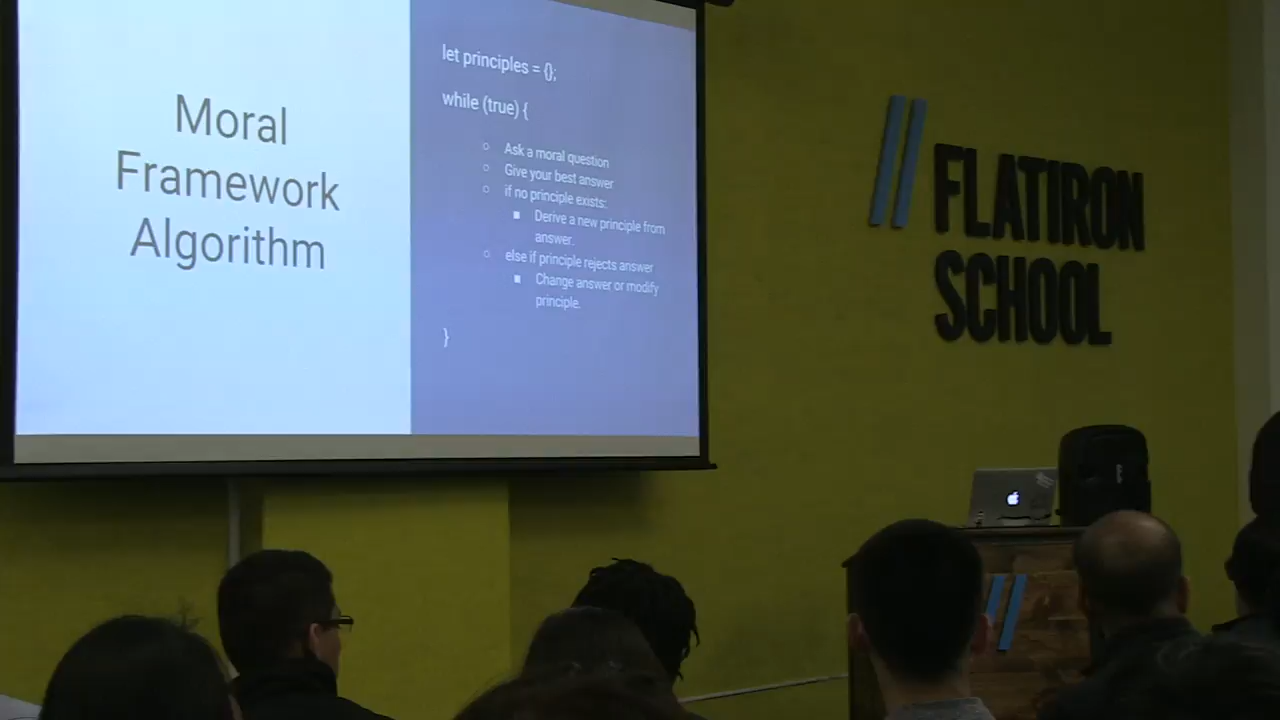 Moral
Framework
Algorithm
let principles = {};
while (true) {
Ask a moral question
Give your best answer
if no principle exists:
Derive a new principle from
answer.
else if principle rejects answer
Change answer or modify
principle.
}
// FLATIRON
SCHOOL
//